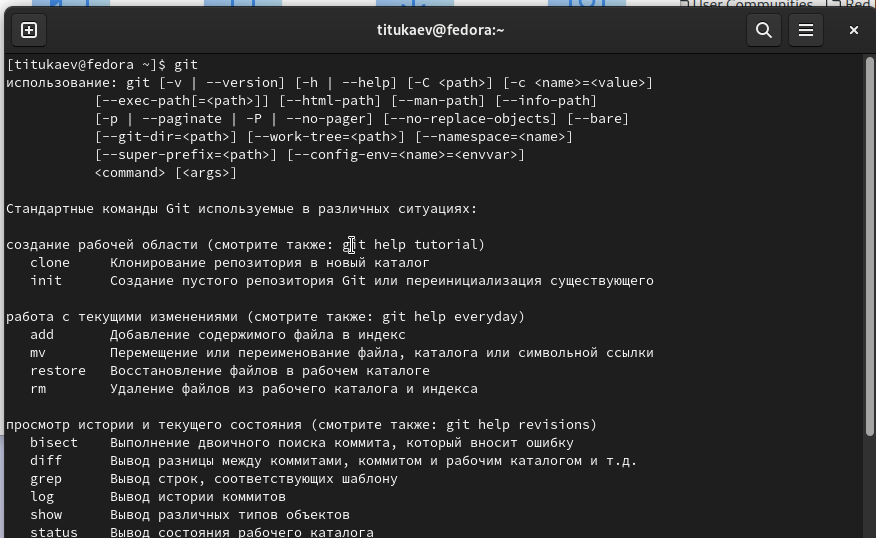 User Communities Red
titukaev@fedora:~
[titukaev@fedora ~]$ git
использование: git [-v | --version] [-h | --help] [-C <path>] [-c <name>=<value>]
[--exec-path[=<path>]] [--html-path] [--man-path] [--info-path]
[-p | --paginate | -P | --no-pager] [--no-replace-objects] [--bare]
[--git-dir=<path>] [--work-tree=<path>] [--namespace=<name>]
[--super-prefix=<path>] [--config-env=<name>=<envvar>]
<command> [<args>]
Стандартные команды Git используемые в различных ситуациях:
создание рабочей области (смотрите также: git help tutorial)
clone Клонирование репозитория в новый каталог
init Создание пустого репозитория Git или переинициализация существующего
работа с текущими изменениями (смотрите также: git help everyday)
add Добавление содержимого файла в индекс
mv Перемещение или переименование файла, каталога или символьной ссылки
restore Восстановление файлов в рабочем каталоге
rm Удаление файлов из рабочего каталога и индекса
просмотр истории и текущего состояния (смотрите также: git help revisions)
bisect Выполнение двоичного поиска коммита, который вносит ошибку
diff Вывод разницы между коммитами, коммитом и рабочим каталогом и т.д.
grep Вывод строк, соответствующих шаблону
log Вывод истории коммитов
show Вывод различных типов объектов
status Вывод состояния рабочего каталога